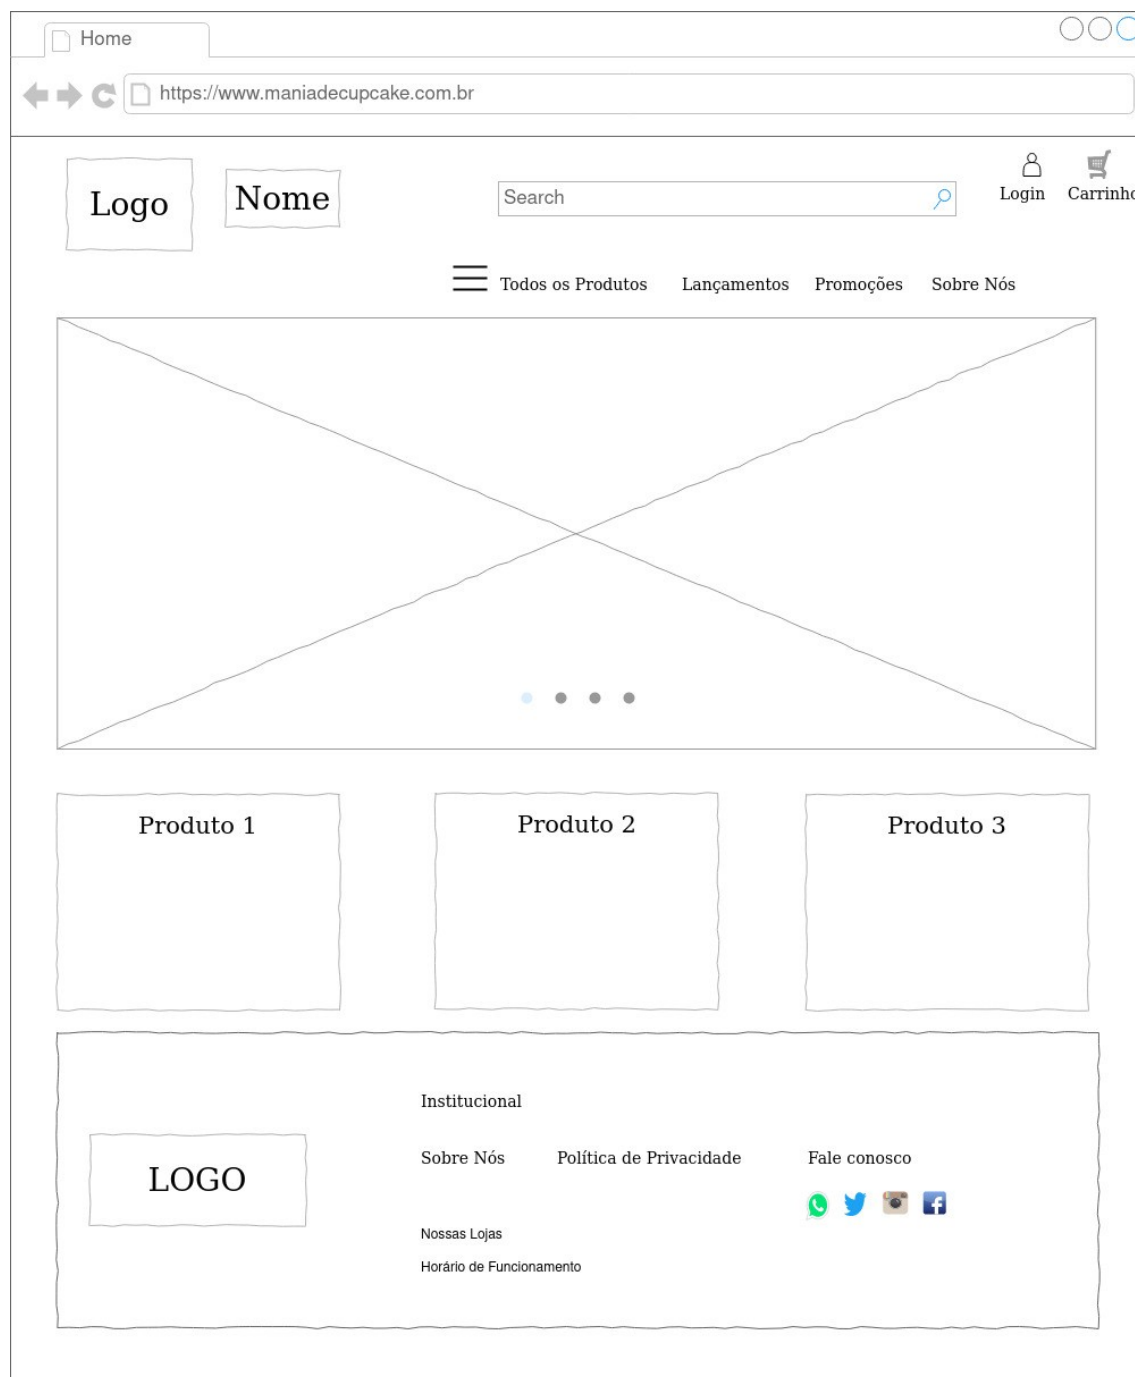 Home
https://www.maniadecupcake.com.br
Logo
Nome
Search
Login
Carrinho
Todos os Produtos Lançamentos Promoções Sobre Nós
Produto 1
Produto 2
Produto 3
LOGO
Institucional
Sobre Nós Política de Privacidade Fale conosco
Nossas Lojas
Horário de Funcionamento